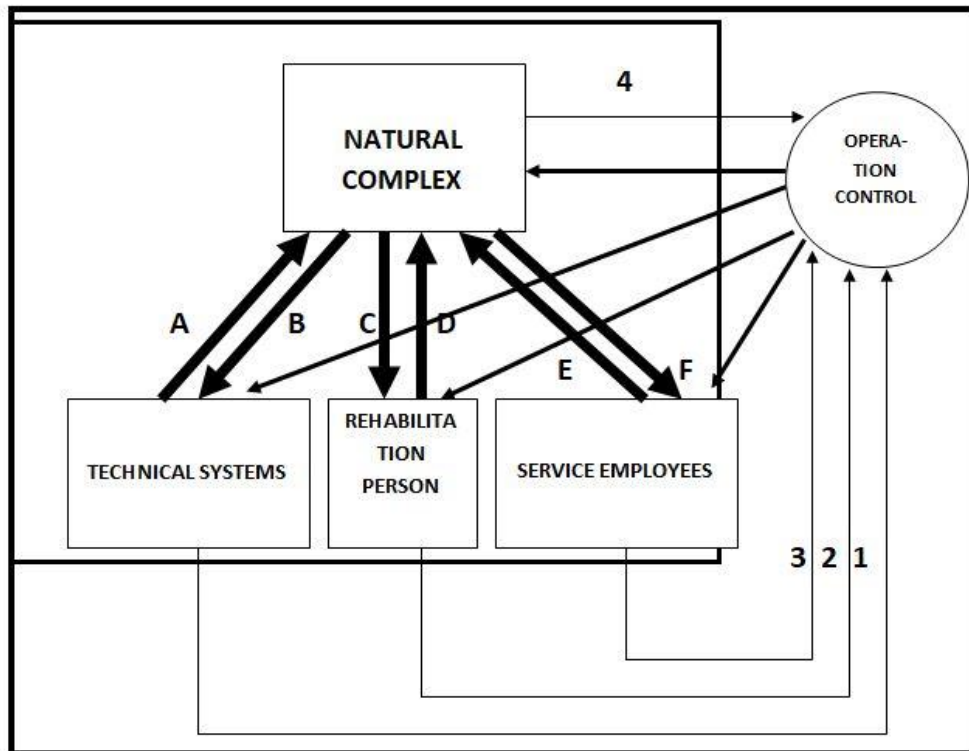 4
NATURAL
COMPLEX
OPERA-
TION
CONTROL
A
B
C
D
E
F
TECHNICAL SYSTEMS
REHABILITA
TION
PERSON
SERVICE EMPLOYEES
3 2 1